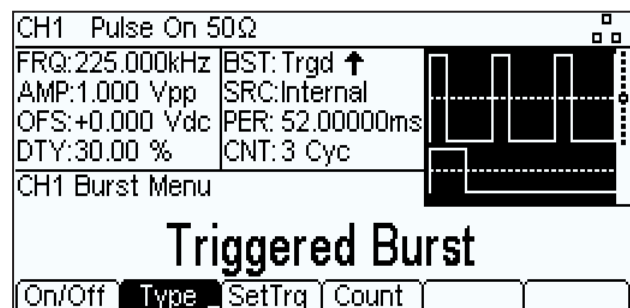 CH1 Pulse On 50Ω
FRQ:225.000kHz BST:Trgd ↑
AMP:1.000 Vpp SRC:Internal
OFS:+0.000 Vdc PER: 52.00000ms
DTY:30.00 % CNT:3 Cyc
CH1 Burst Menu
Triggered Burst
On/Off Type SetTrg Count